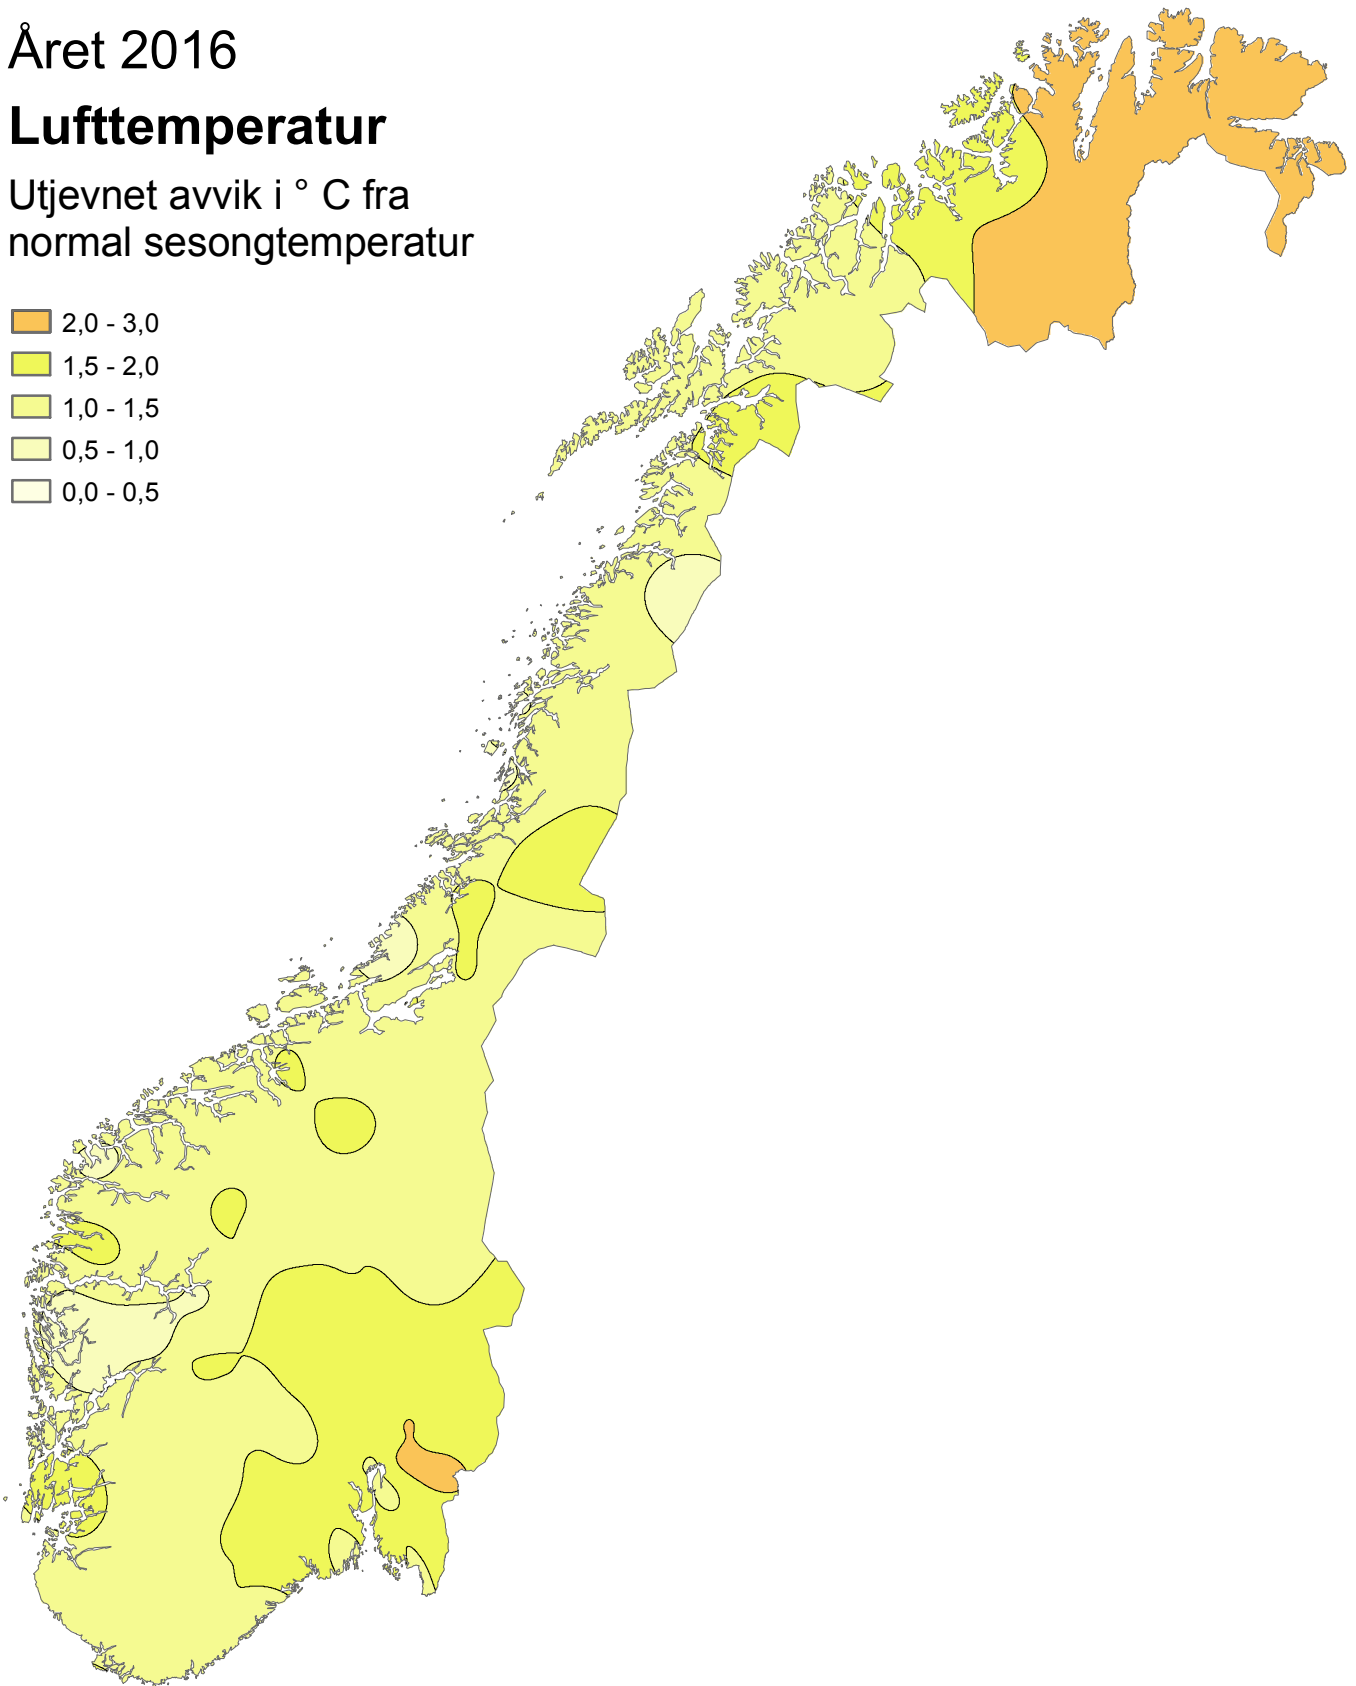 Året 2016
Lufttemperatur
Utjevnet avvik i ° C fra
normal sesongtemperatur
2,0 - 3,0
1,5 - 2,0
1,0 - 1,5
0,5 - 1,0
0,0 - 0,5